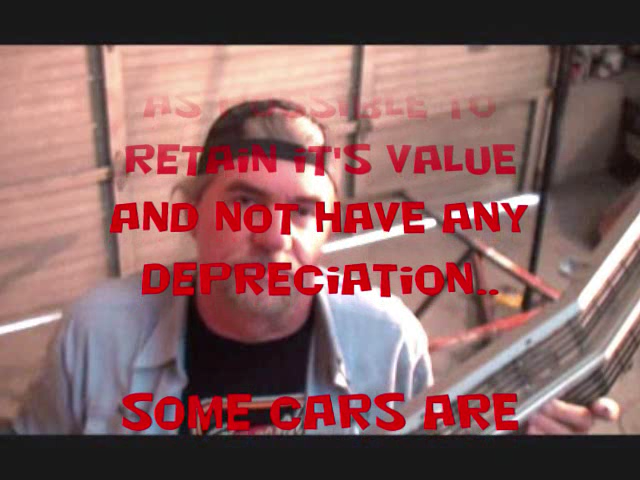 AS POSSIBLE TO
RETAIN IT'S VALUE
AND NOT HAVE ANY
DEPRECIATION..
SOME CARS ARE